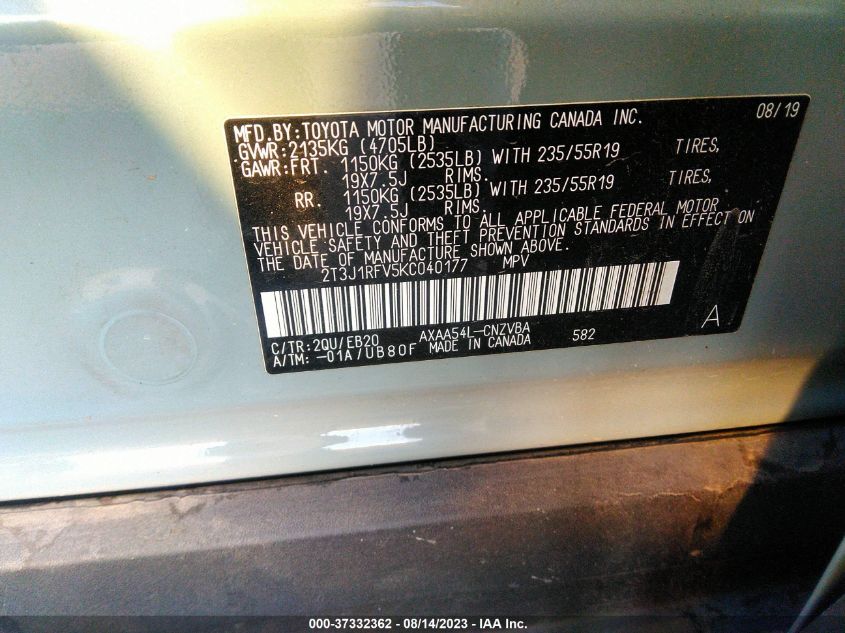 MFD.BY:TOYOTA MOTOR MANUFACTURING CANADA INC. 08/19
GVWR:2135KG (4705LB)
GAWR:FRT. 1150KG (2535LB) WITH 235/55R19 TIRES,
19X7.5J RIMS.
RR. 1150KG (2535LB) WITH 235/55R19 TIRES,
19X7.5J RIMS.
THIS VEHICLE CONFORMS TO ALL APPLICABLE FEDERAL MOTOR
VEHICLE SAFETY AND THEFT PREVENTION STANDARDS IN EFFECT ON
THE DATE OF MANUFACTURE SHOWN ABOVE.
2T3J1RFV5KC040177 MPV
C/TR:2QU/EB20 AXAA54L-CNZVBA 582 A
A/TM:-01A/UB80F MADE IN CANADA
000-37332362 - 08/14/2023 - IAA Inc.